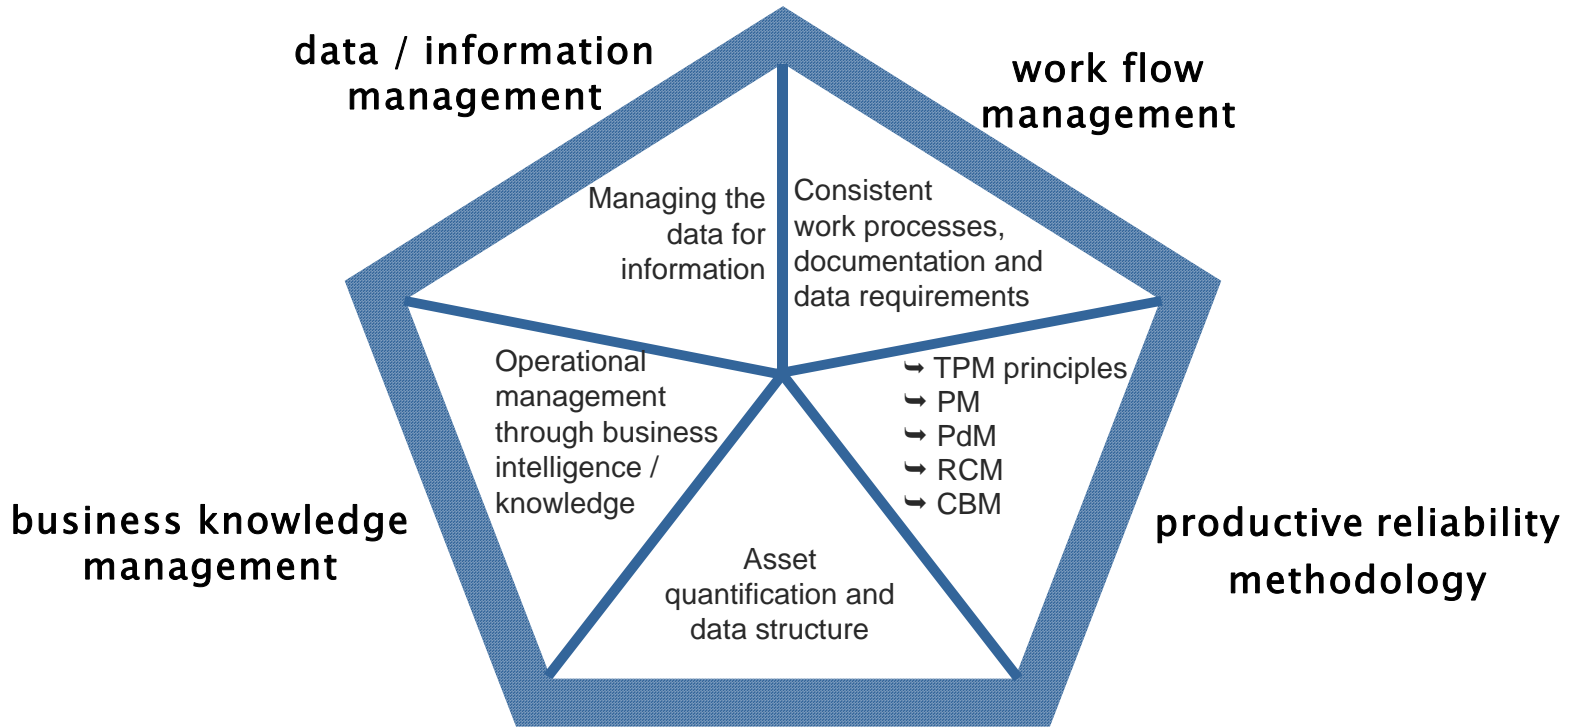 data / information
management
work flow
management
Managing the
data for
information
Consistent
work processes,
documentation and
data requirements
Operational
management
through business
intelligence /
knowledge
➥ TPM principles
➥ PM
➥ PdM
➥ RCM
➥ CBM
business knowledge
management
Asset
quantification and
data structure
productive reliability
methodology